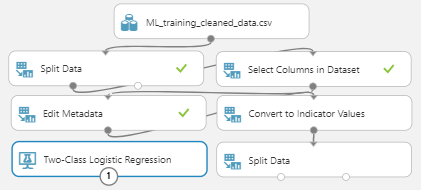 ML_training_cleaned_data.csv
Split Data
Select Columns in Dataset
Edit Metadata
Convert to Indicator Values
Two-Class Logistic Regression
Split Data
1